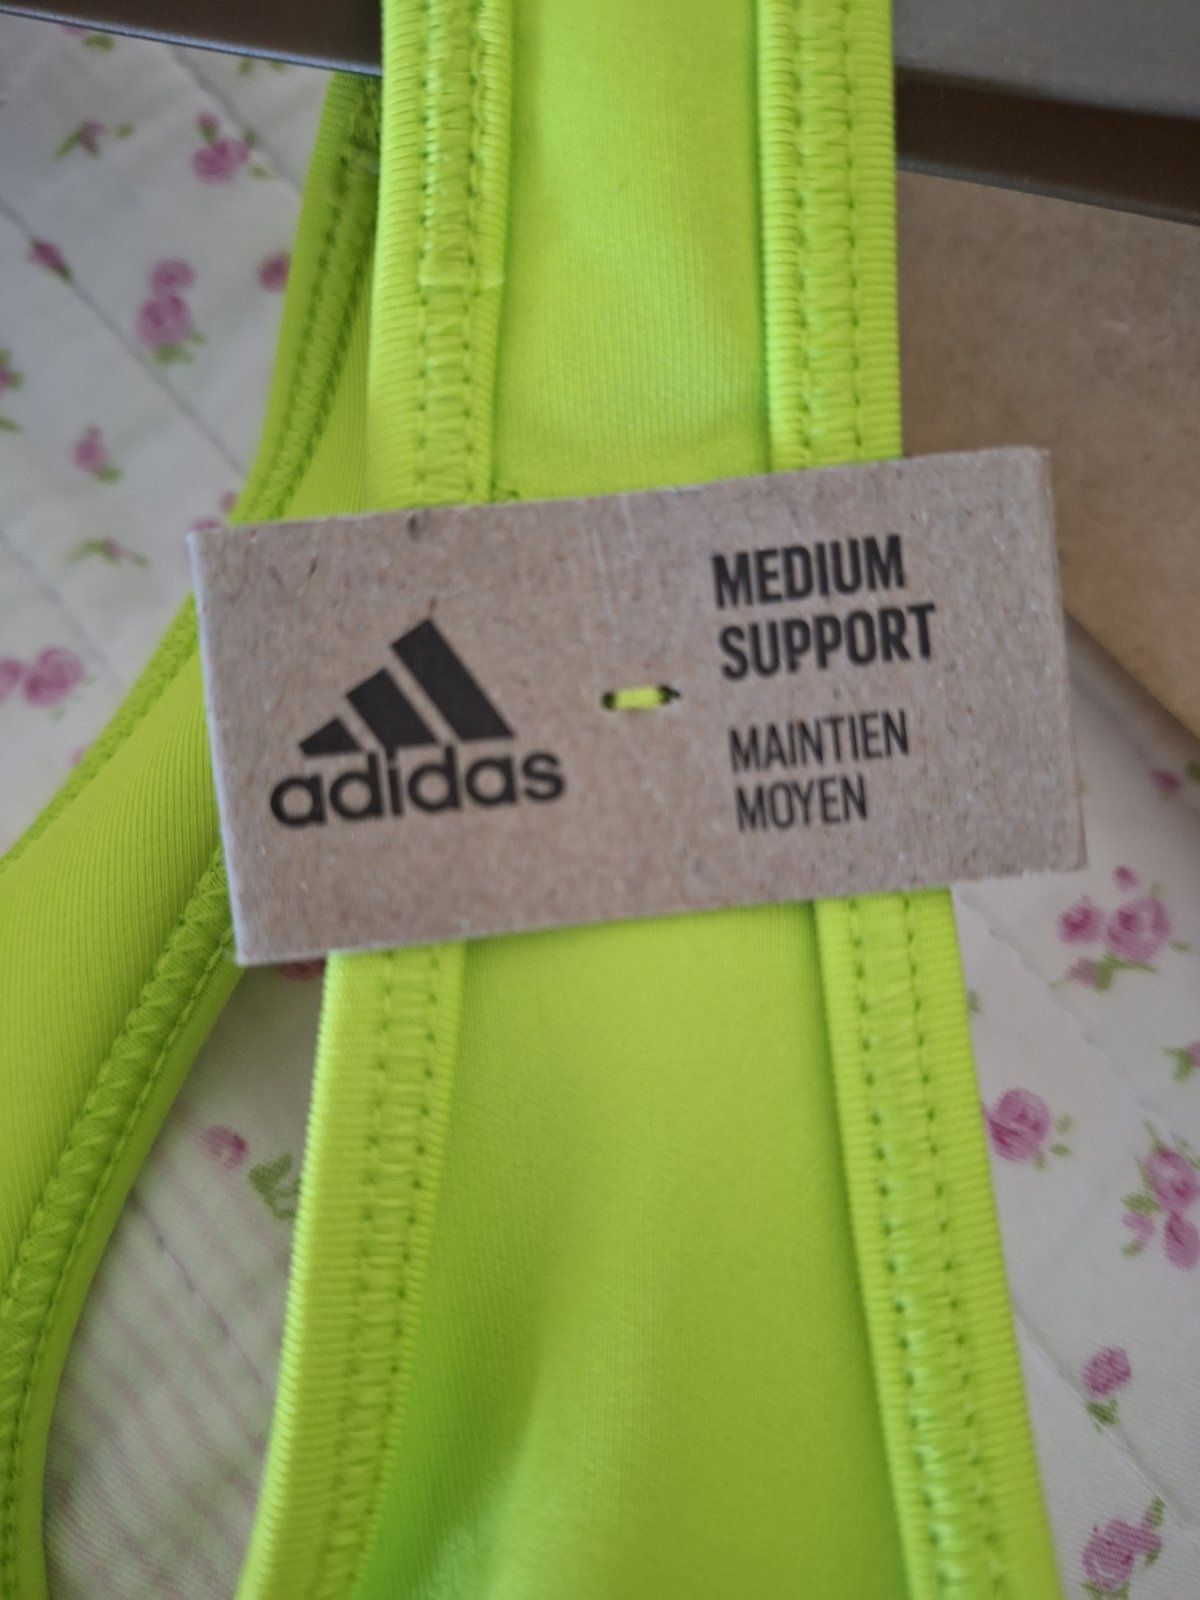 adidas
MEDIUM
SUPPORT
MAINTIEN
MOYEN